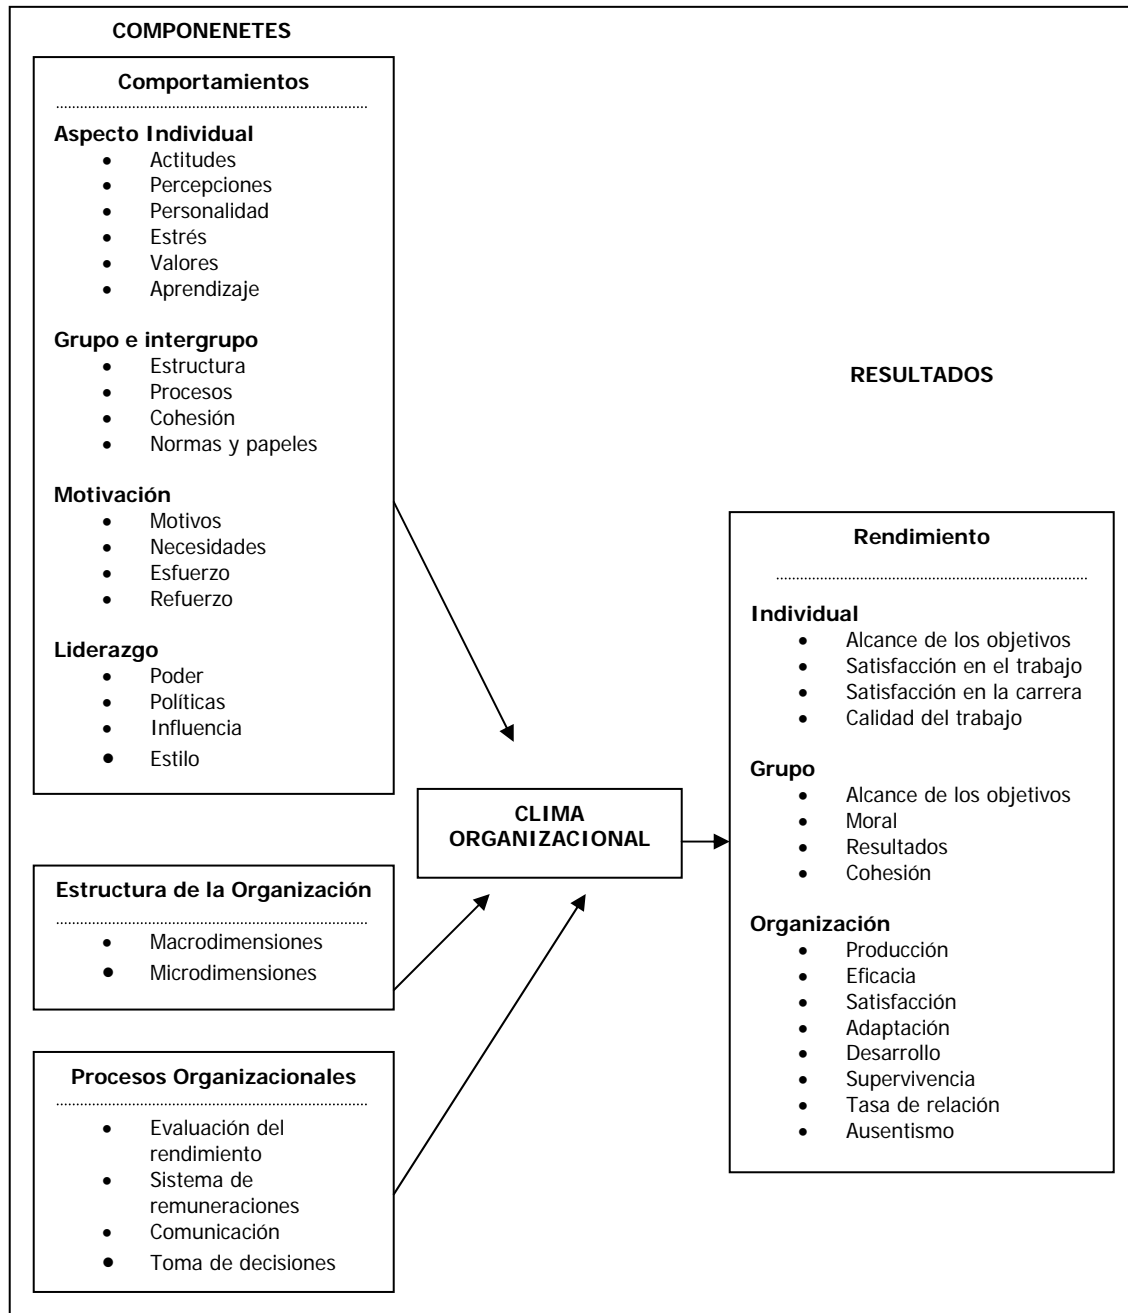 COMPONENETES
Comportamientos
Aspecto Individual
• Actitudes
• Percepciones
• Personalidad
• Estrés
• Valores
• Aprendizaje
Grupo e intergrupo
• Estructura
• Procesos
• Cohesión
• Normas y papeles
Motivación
• Motivos
• Necesidades
• Esfuerzo
• Refuerzo
Liderazgo
• Poder
• Políticas
• Influencia
• Estilo
Estructura de la Organización
• Macrodimensiones
• Microdimensiones
Procesos Organizacionales
• Evaluación del
rendimiento
• Sistema de
remuneraciones
• Comunicación
• Toma de decisiones
CLIMA
ORGANIZACIONAL
RESULTADOS
Rendimiento
Individual
• Alcance de los objetivos
• Satisfacción en el trabajo
• Satisfacción en la carrera
• Calidad del trabajo
Grupo
• Alcance de los objetivos
• Moral
• Resultados
• Cohesión
Organización
• Producción
• Eficacia
• Satisfacción
• Adaptación
• Desarrollo
• Supervivencia
• Tasa de relación
• Ausentismo